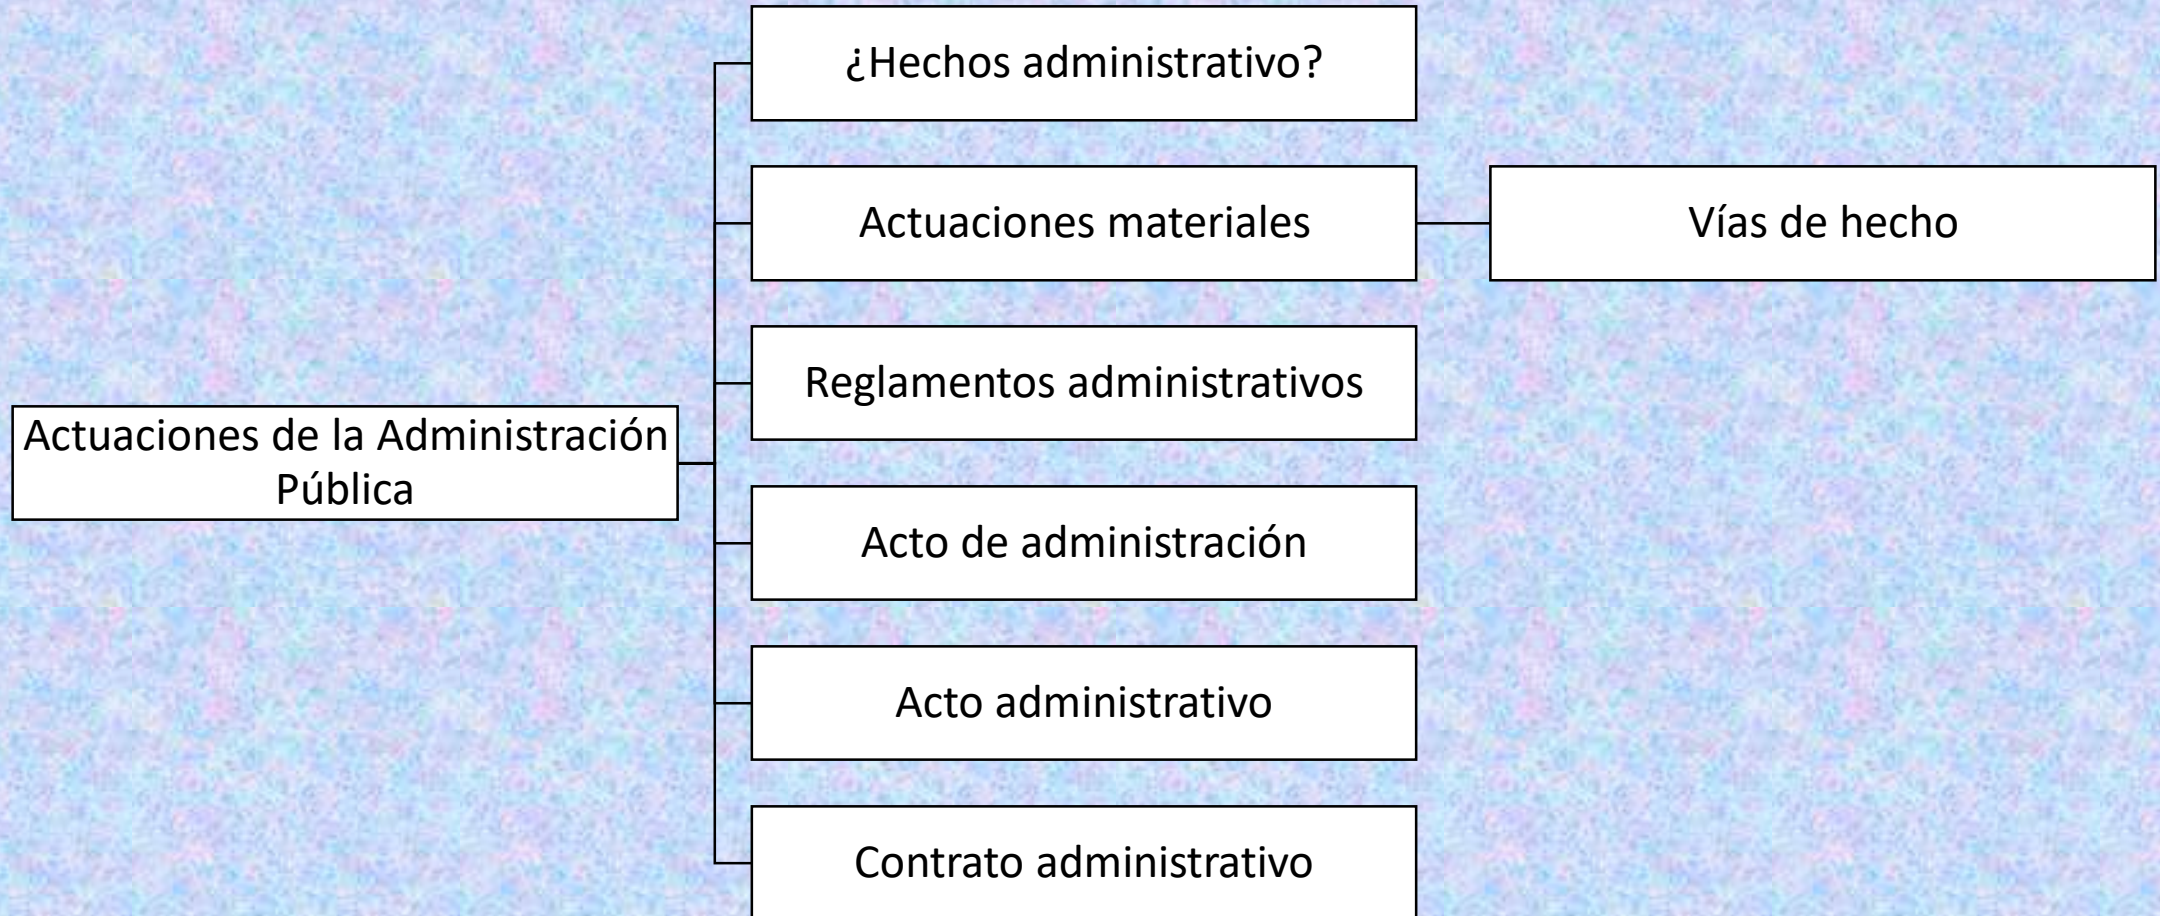 ¿Hechos administrativo?
Actuaciones materiales
Vías de hecho
Reglamentos administrativos
Actuaciones de la Administración
Pública
Acto de administración
Acto administrativo
Contrato administrativo